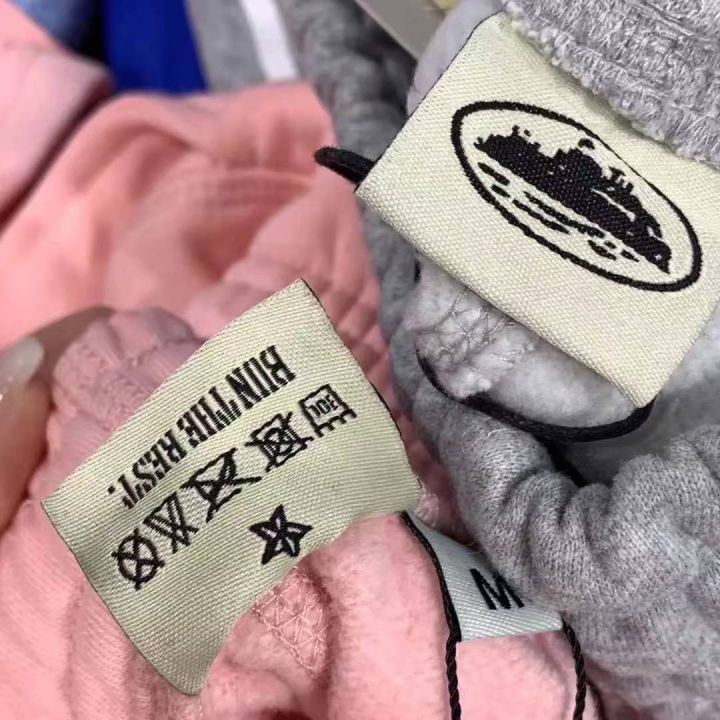 RUN THE REST.
M